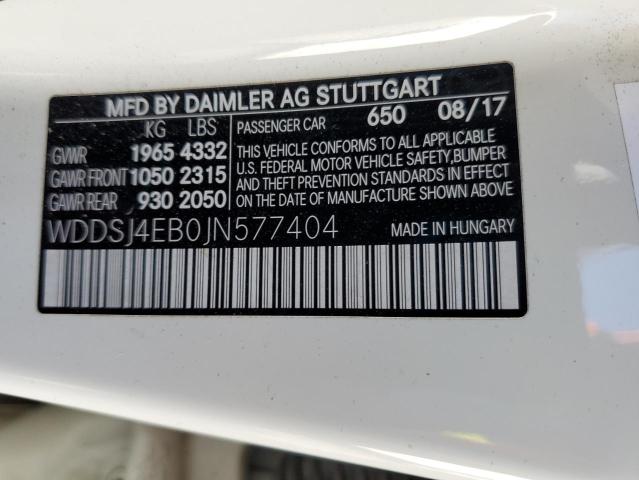 MFD BY DAIMLER AG STUTTGART
KG LBS
GVWR 1965 4332
GAWR FRONT 1050 2315
GAWR REAR 930 2050
PASSENGER CAR 650 08/17
THIS VEHICLE CONFORMS TO ALL APPLICABLE
U.S. FEDERAL MOTOR VEHICLE SAFETY,BUMPER
AND THEFT PREVENTION STANDARDS IN EFFECT
ON THE DATE OF MANUFACTURE SHOWN ABOVE.
WDDSJ4EB0JN577404 MADE IN HUNGARY